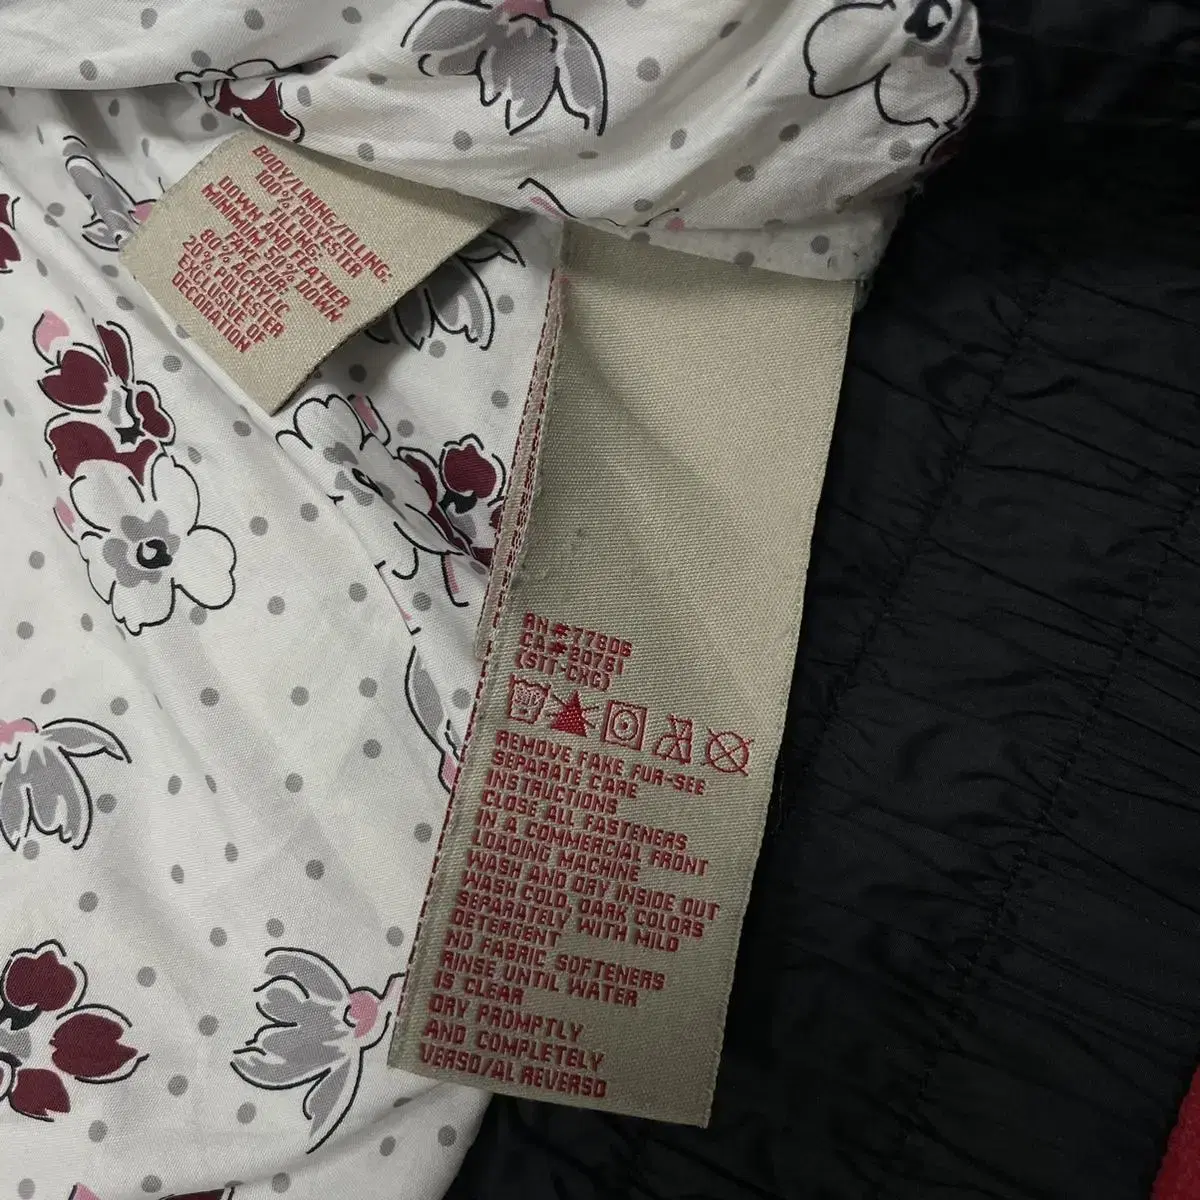 BODY/LINING/FILLING:
100% POLYESTER
FILLING:
DOWN AND FEATHER
MINIMUM 50% DOWN
FAKE FUR:
80% ACRYLIC
20% POLYESTER
EXCLUSIVE OF
DECORATION
RN#77806
CA#20761
(STT-CXG)
REMOVE FAKE FUR-SEE
SEPARATE CARE
INSTRUCTIONS
CLOSE ALL FASTENERS
IN A COMMERCIAL FRONT
LOADING MACHINE
WASH AND DRY INSIDE OUT
WASH COLD, DARK COLORS
SEPARATELY WITH MILD
DETERGENT
NO FABRIC SOFTENERS
RINSE UNTIL WATER
IS CLEAR
DRY PROMPTLY
AND COMPLETELY
VERSO/AL REVERSO